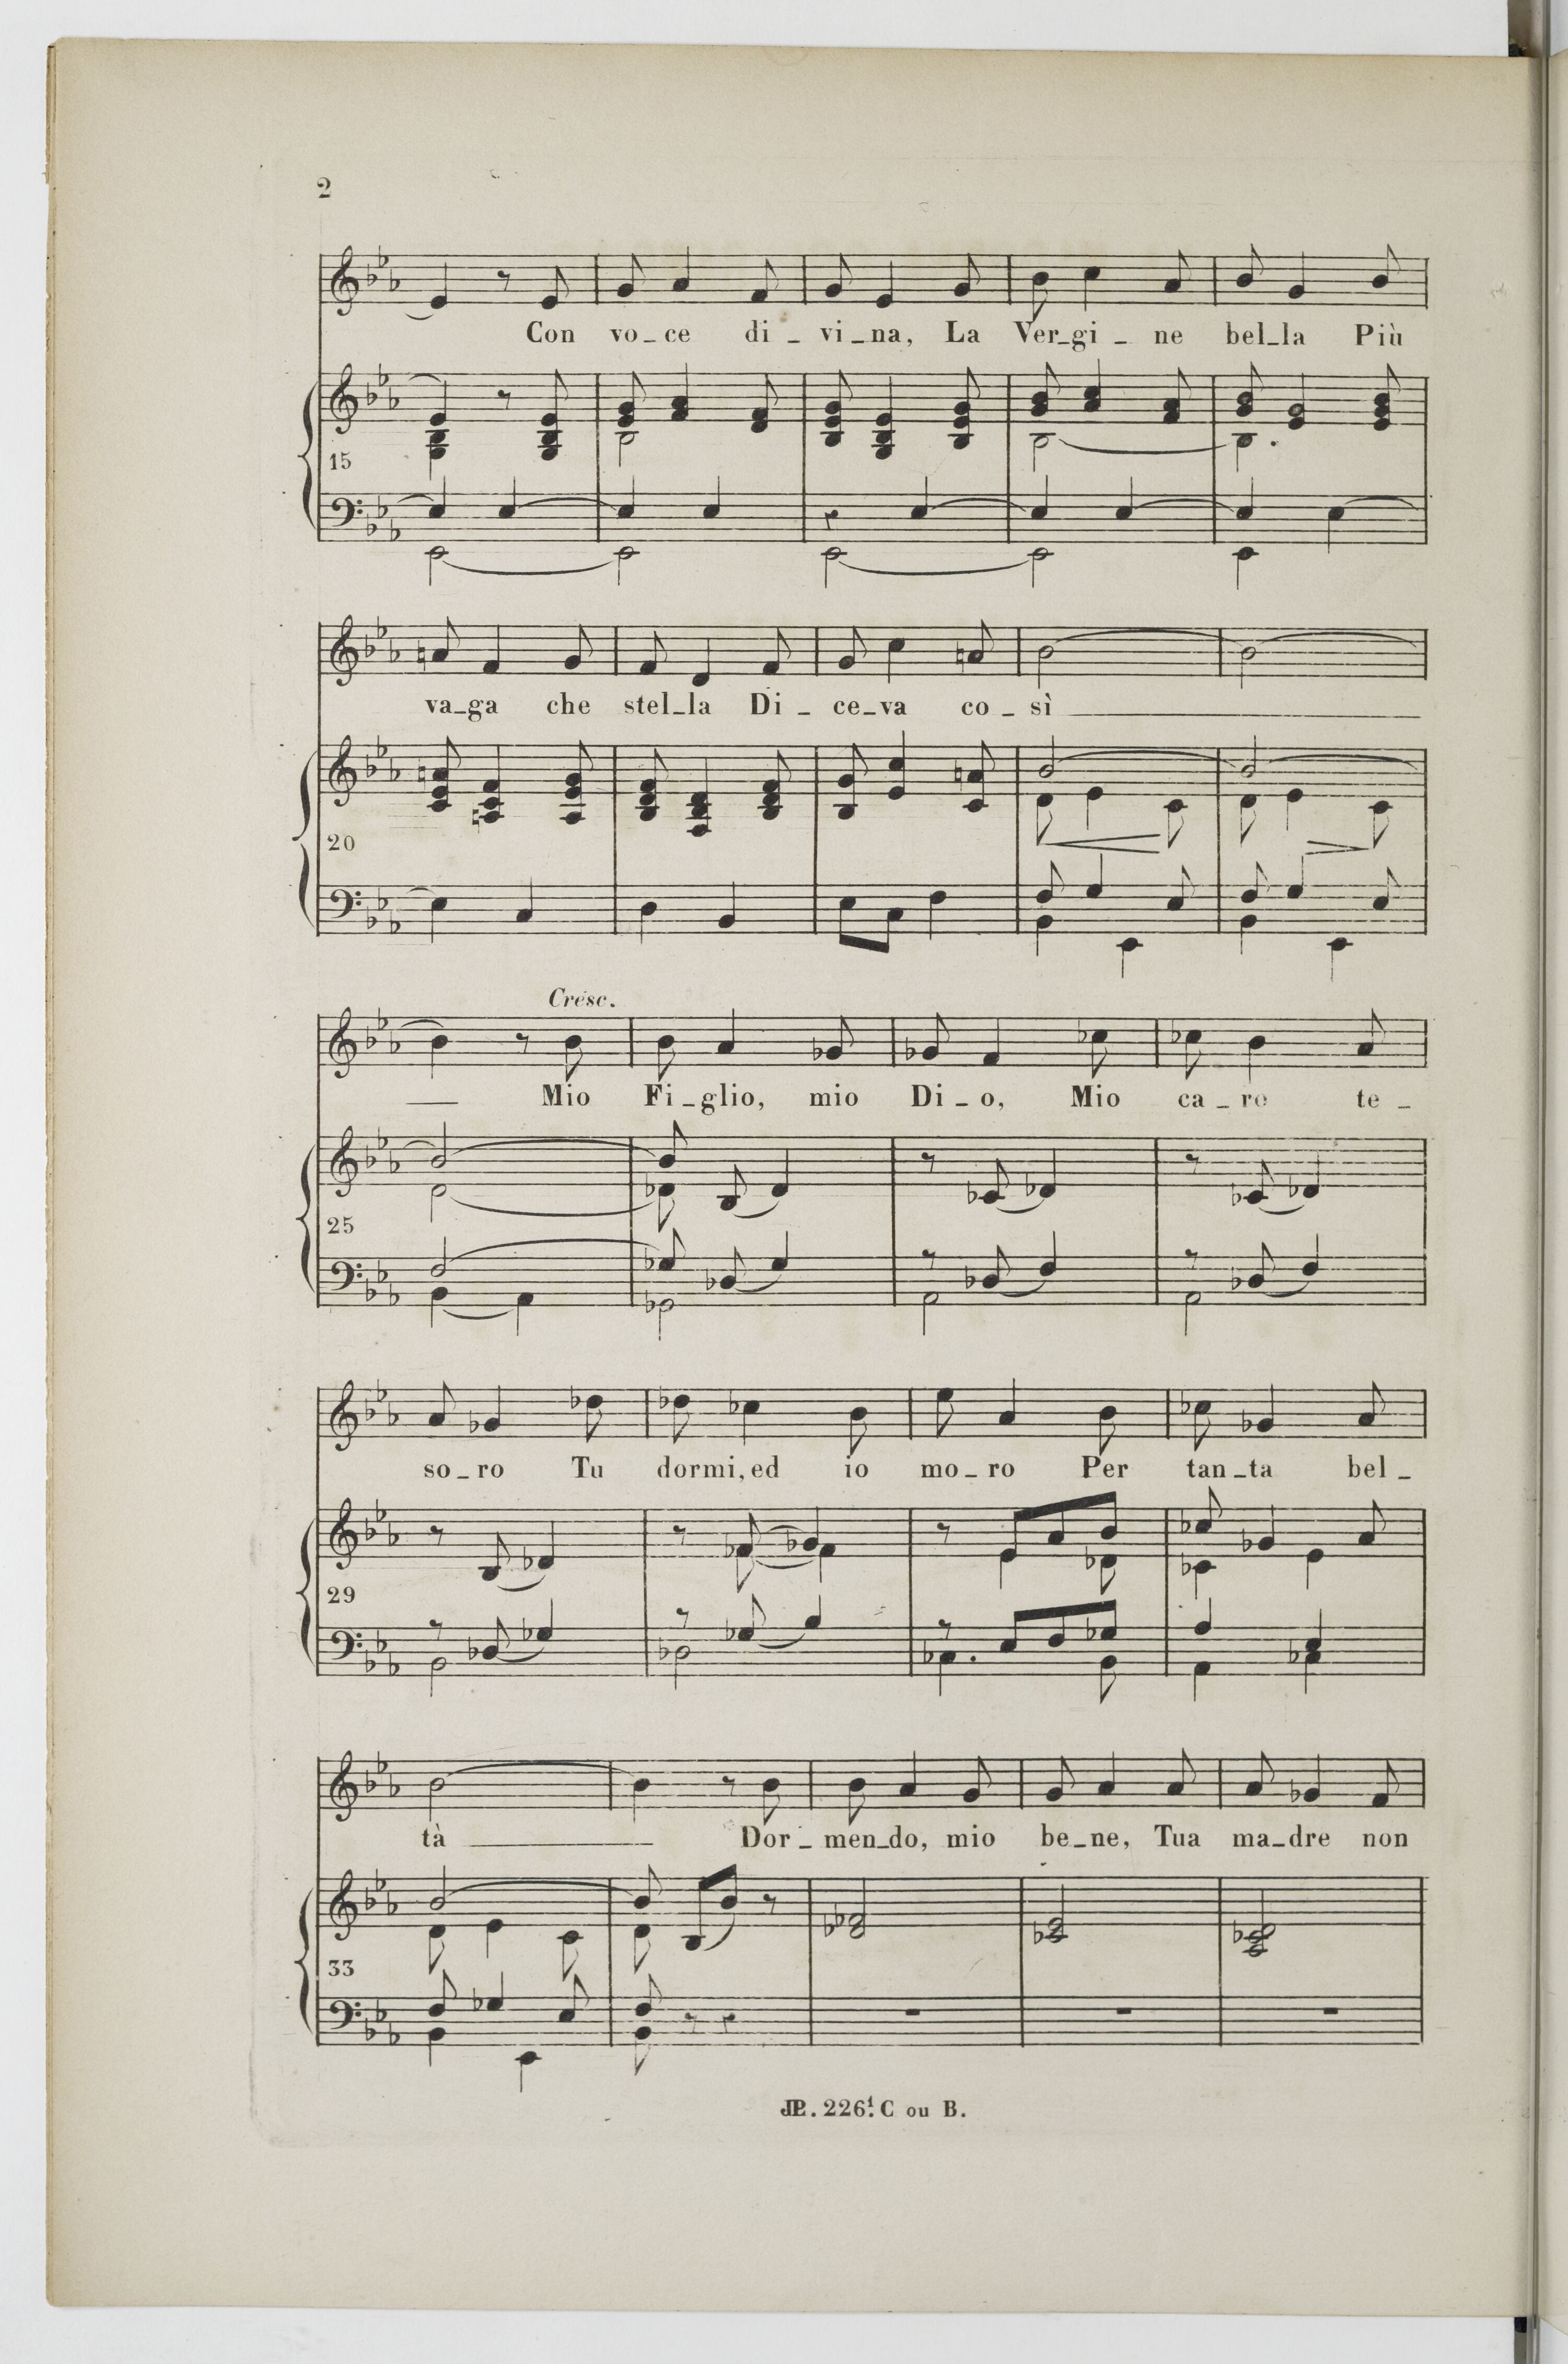 2
Con vo_ce di_vi_na, La Ver_gi_ne bel_la Più
15
va_ga che stel_la Di_ce_va co_sì
20
Cresc.
Mio Fi_glio, mio Di_o, Mio ca_ro te_
25
so_ro Tu dormi, ed io mo_ro Per tan_ta bel_
29
tà Dor_men_do, mio be_ne, Tua ma_dre non
33
JP. 226¹. C ou B.